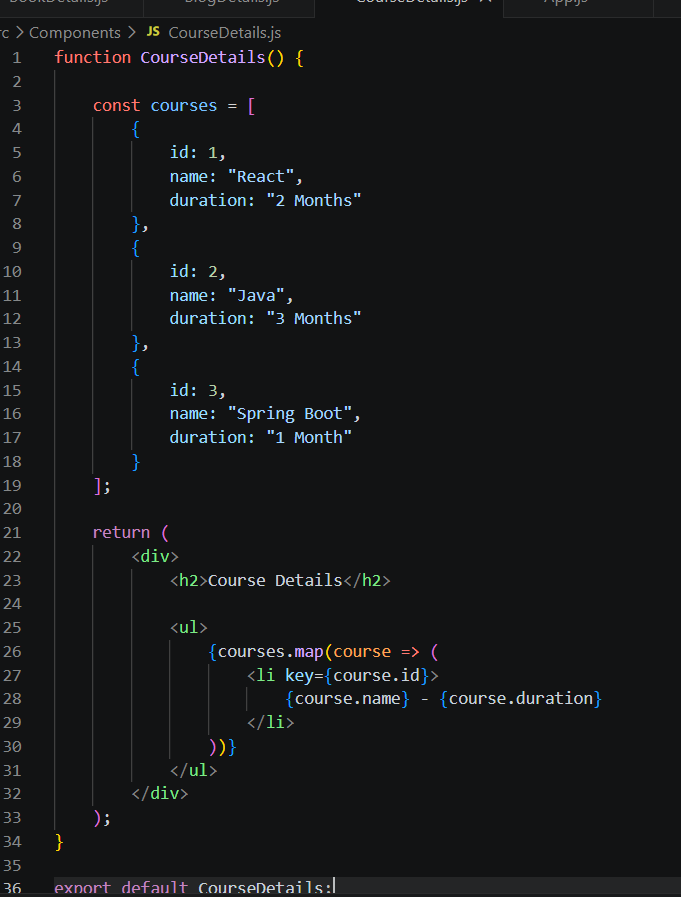 BookDetails.js BlogDetails.js CourseDetails.js App.js
rc > Components > JS CourseDetails.js
1 function CourseDetails() {
2
3     const courses = [
4         {
5             id: 1,
6             name: "React",
7             duration: "2 Months"
8         },
9         {
10             id: 2,
11             name: "Java",
12             duration: "3 Months"
13         },
14         {
15             id: 3,
16             name: "Spring Boot",
17             duration: "1 Month"
18         }
19     ];
20
21     return (
22         <div>
23             <h2>Course Details</h2>
24
25             <ul>
26                 {courses.map(course => (
27                     <li key={course.id}>
28                         {course.name} - {course.duration}
29                     </li>
30                 ))}
31             </ul>
32         </div>
33     );
34 }
35
36 export default CourseDetails;